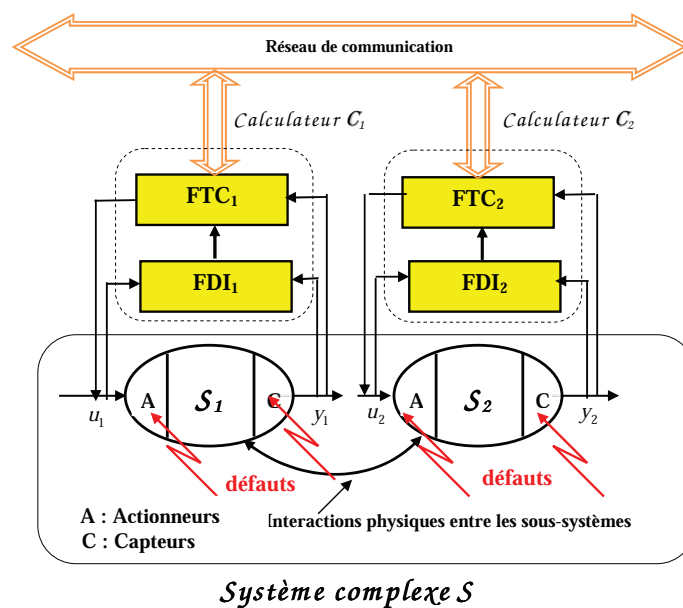 Réseau de communication
Calculateur C1
Calculateur C2
FTC1
FTC2
FDI1
FDI2
A
S1
C
A
S2
C
u1
y1
u2
y2
défauts
défauts
A : Actionneurs
Interactions physiques entre les sous-systèmes
C : Capteurs
Système complexe S